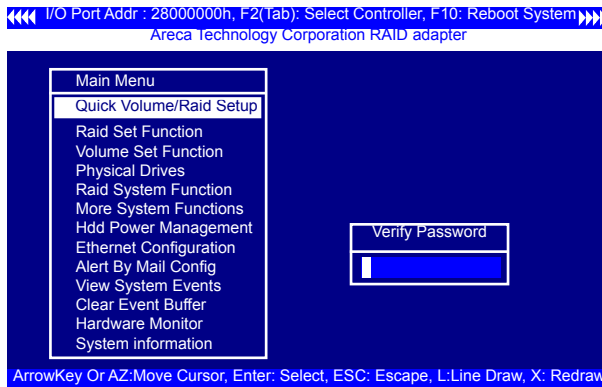 I/O Port Addr : 28000000h, F2(Tab): Select Controller, F10: Reboot System
Areca Technology Corporation RAID adapter
Main Menu
Quick Volume/Raid Setup
Raid Set Function
Volume Set Function
Physical Drives
Raid System Function
More System Functions
Hdd Power Management
Ethernet Configuration
Alert By Mail Config
View System Events
Clear Event Buffer
Hardware Monitor
System information
Verify Password
ArrowKey Or AZ:Move Cursor, Enter: Select, ESC: Escape, L:Line Draw, X: Redraw